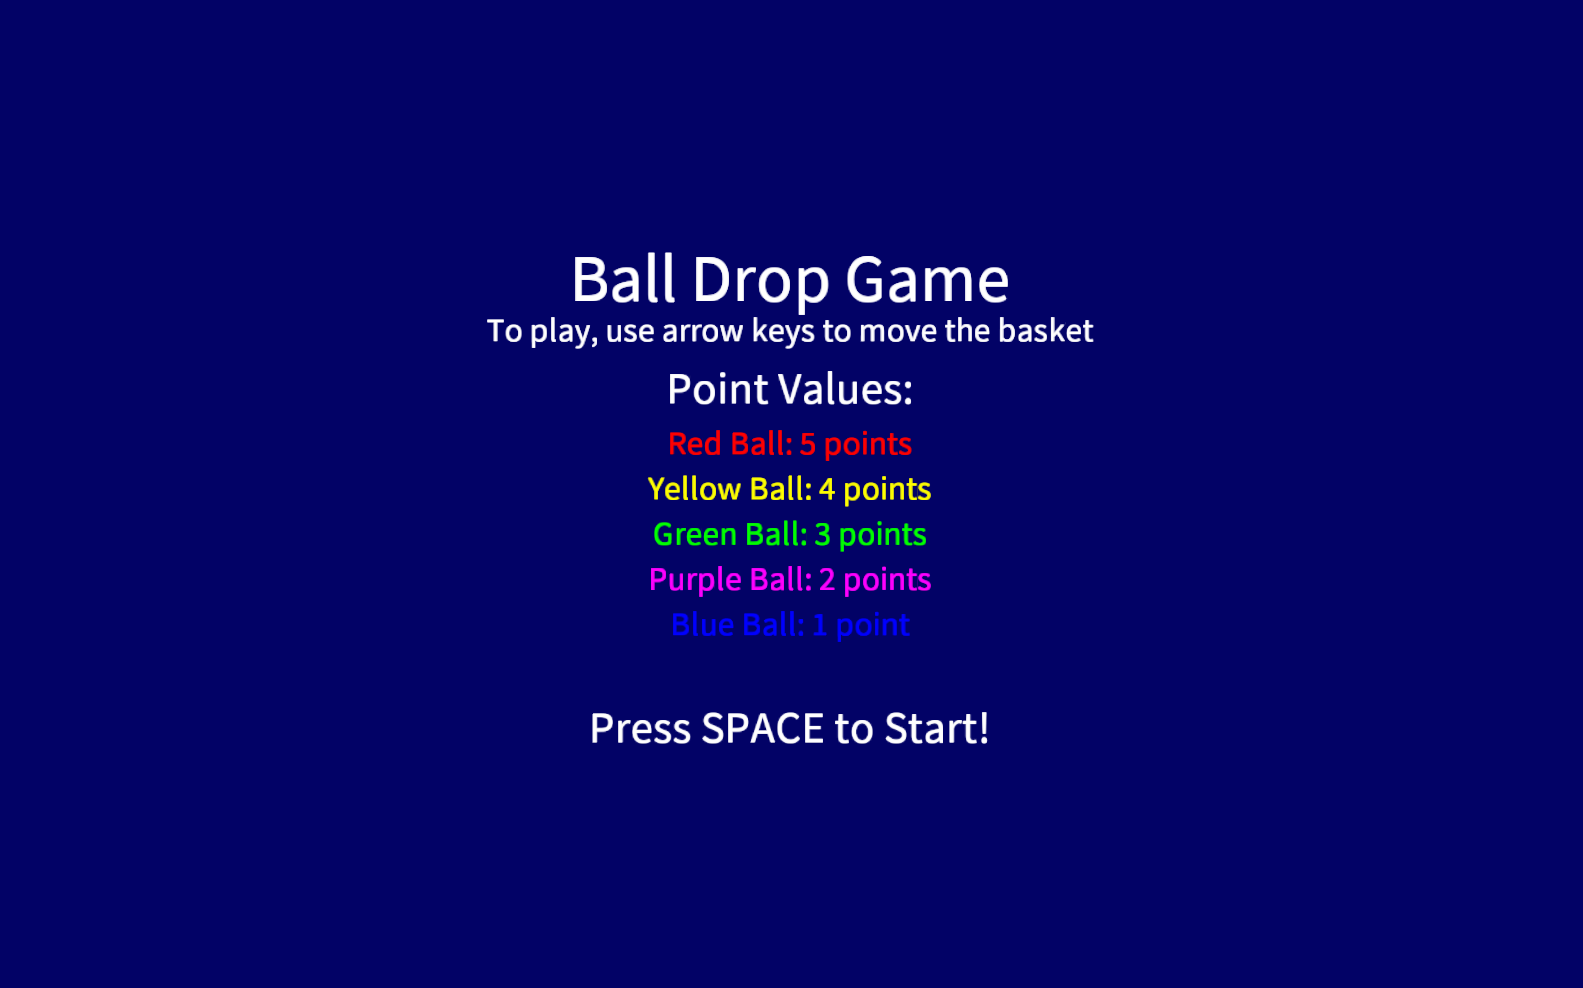 Ball Drop Game
To play, use arrow keys to move the basket
Point Values:
Red Ball: 5 points
Yellow Ball: 4 points
Green Ball: 3 points
Purple Ball: 2 points
Blue Ball: 1 point
Press SPACE to Start!